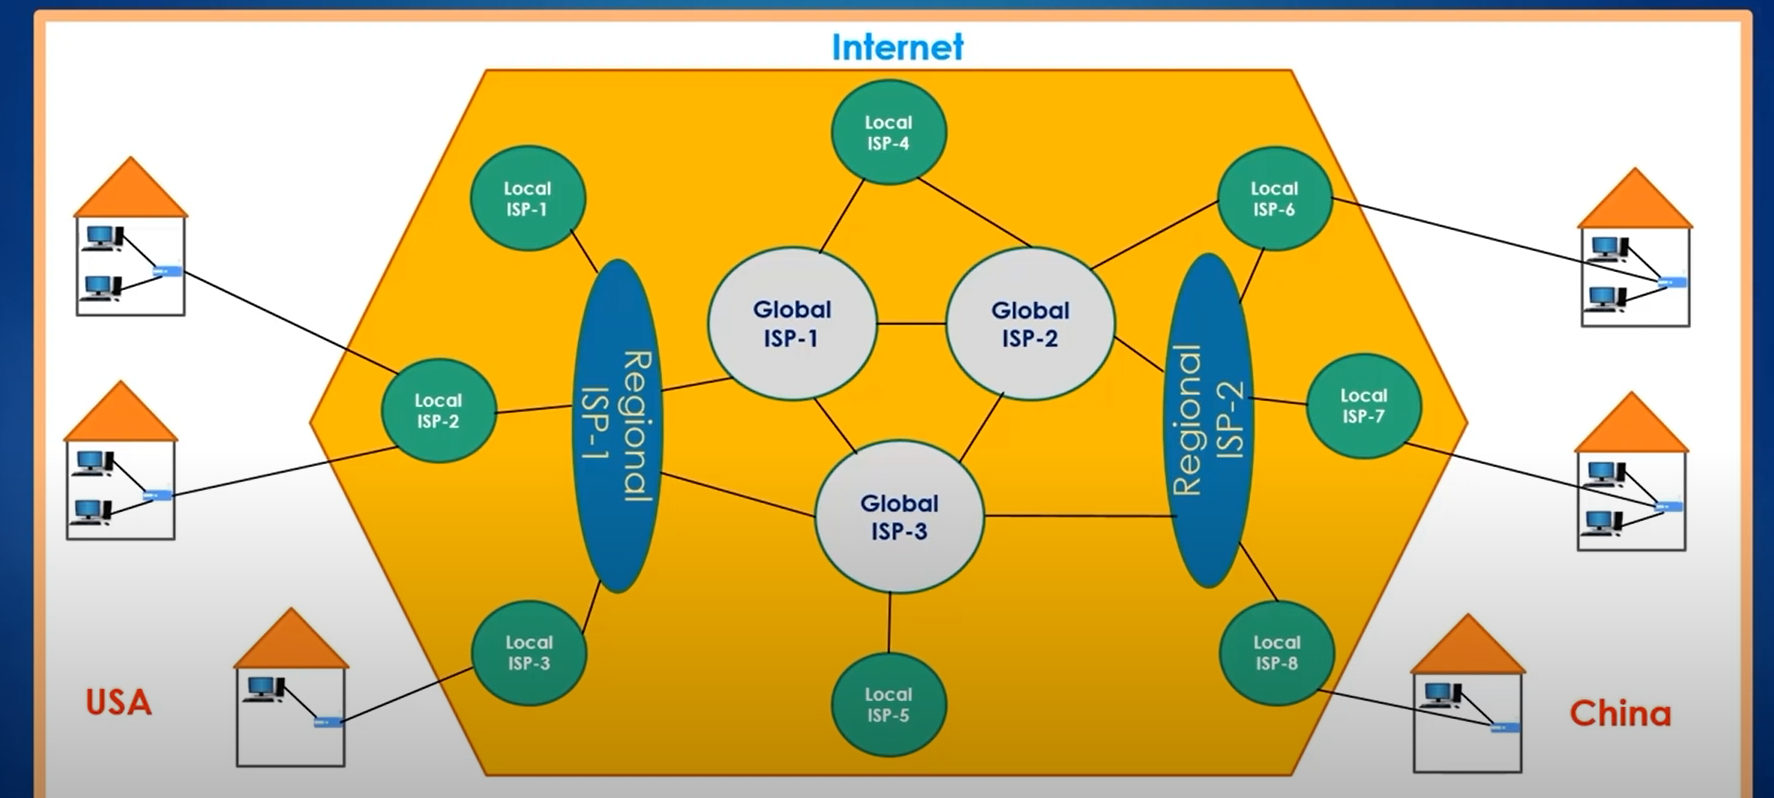 Internet
Local
ISP-4
Local
ISP-1
Local
ISP-6
Global
ISP-1
Global
ISP-2
Local
ISP-2
Regional
ISP-1
Regional
ISP-2
Local
ISP-7
Global
ISP-3
Local
ISP-3
Local
ISP-8
Local
ISP-5
USA
China